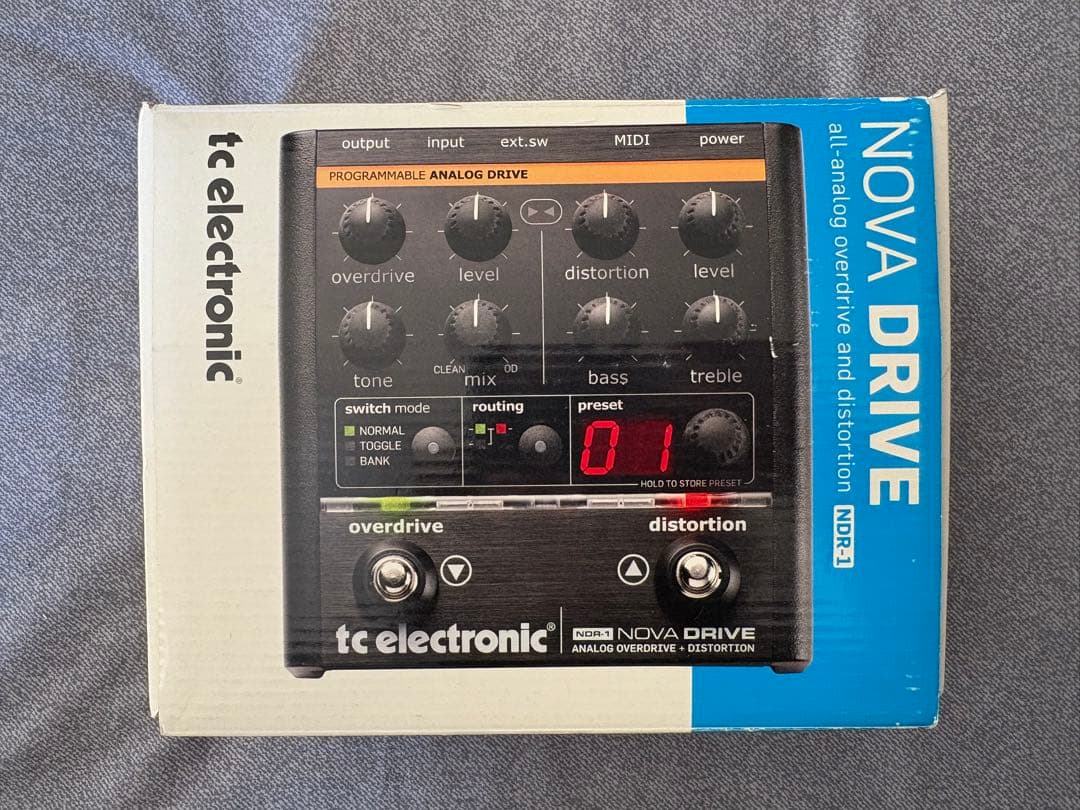 tc electronic®
output input ext.sw MIDI power
PROGRAMMABLE ANALOG DRIVE
overdrive level distortion level
CLEAN OD
tone mix bass treble
switch mode routing preset
NORMAL
TOGGLE
BANK
01
HOLD TO STORE PRESET
overdrive distortion
tc electronic® NDR-1 NOVA DRIVE
ANALOG OVERDRIVE + DISTORTION
NOVA DRIVE
all-analog overdrive and distortion NDR-1